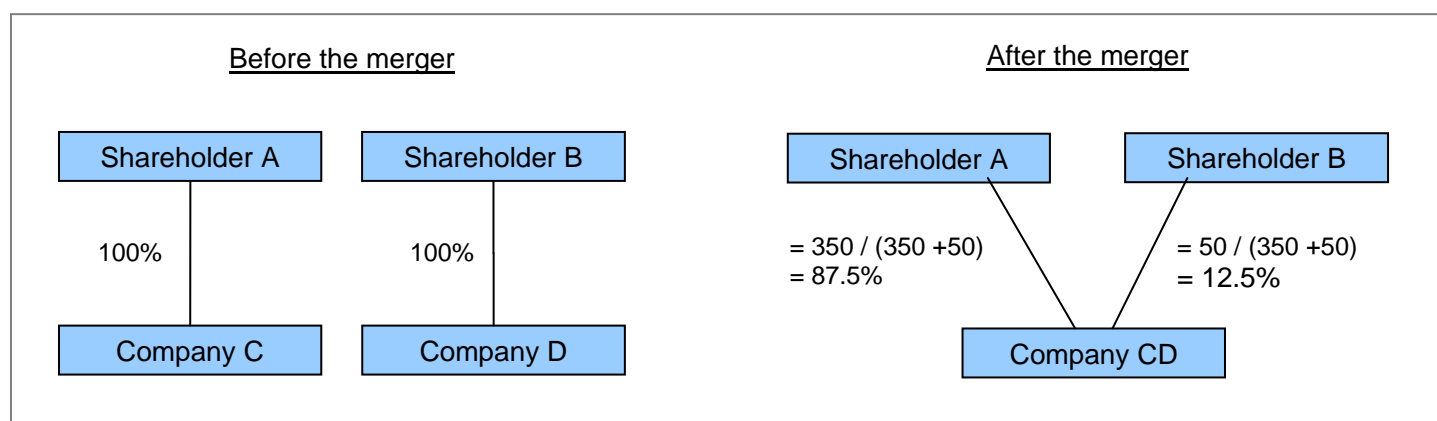 Before the merger
After the merger
Shareholder A
Shareholder B
Shareholder A
Shareholder B
100%
100%
= 350 / (350 +50)
= 87.5%
= 50 / (350 +50)
= 12.5%
Company C
Company D
Company CD